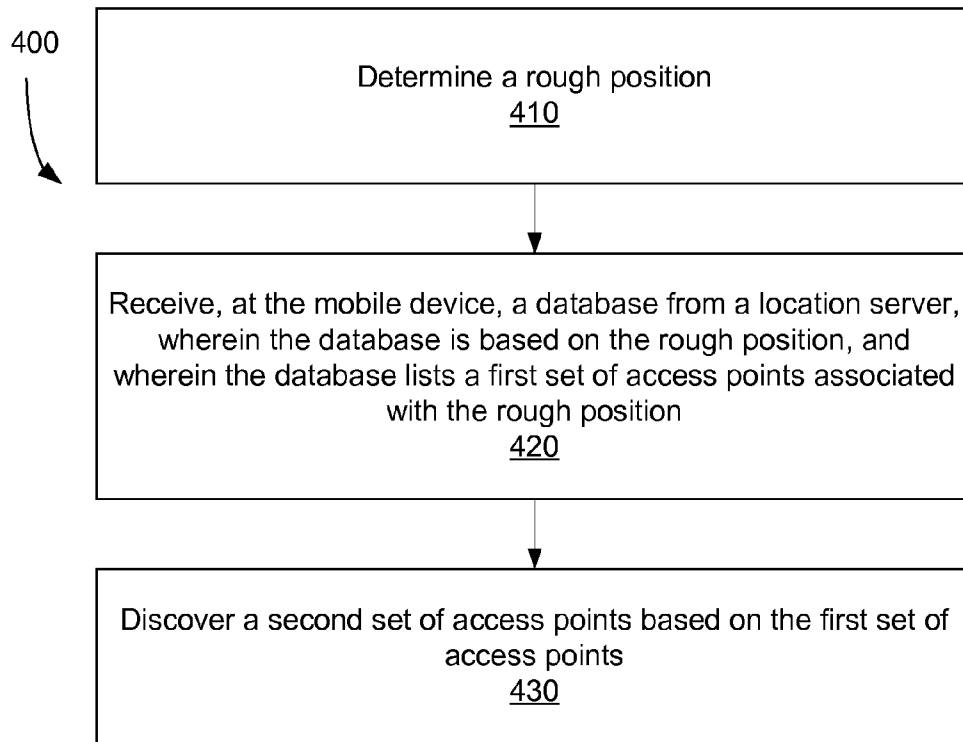 400
Determine a rough position
410
Receive, at the mobile device, a database from a location server,
wherein the database is based on the rough position, and
wherein the database lists a first set of access points associated
with the rough position
420
Discover a second set of access points based on the first set of
access points
430